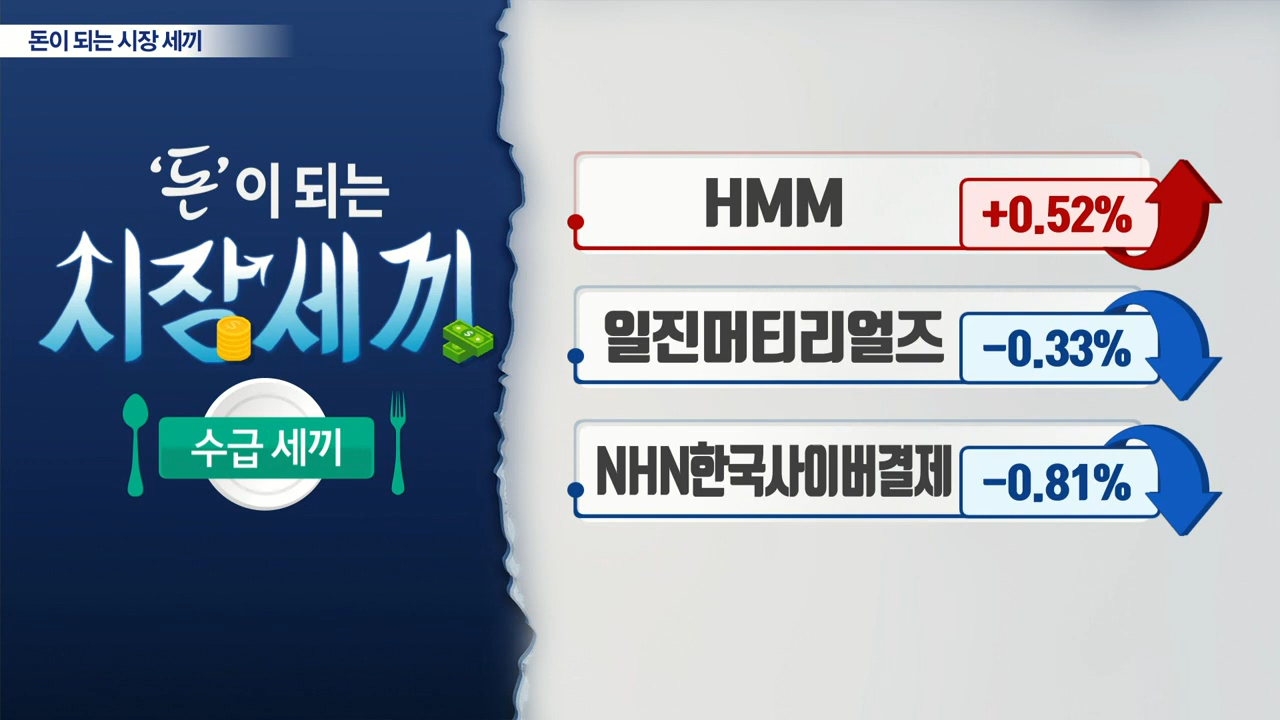 돈이 되는 시장 세끼
‘돈’이 되는
시장세끼
수급 세끼
HMM
+0.52%
일진머티리얼즈
-0.33%
NHN한국사이버결제
-0.81%